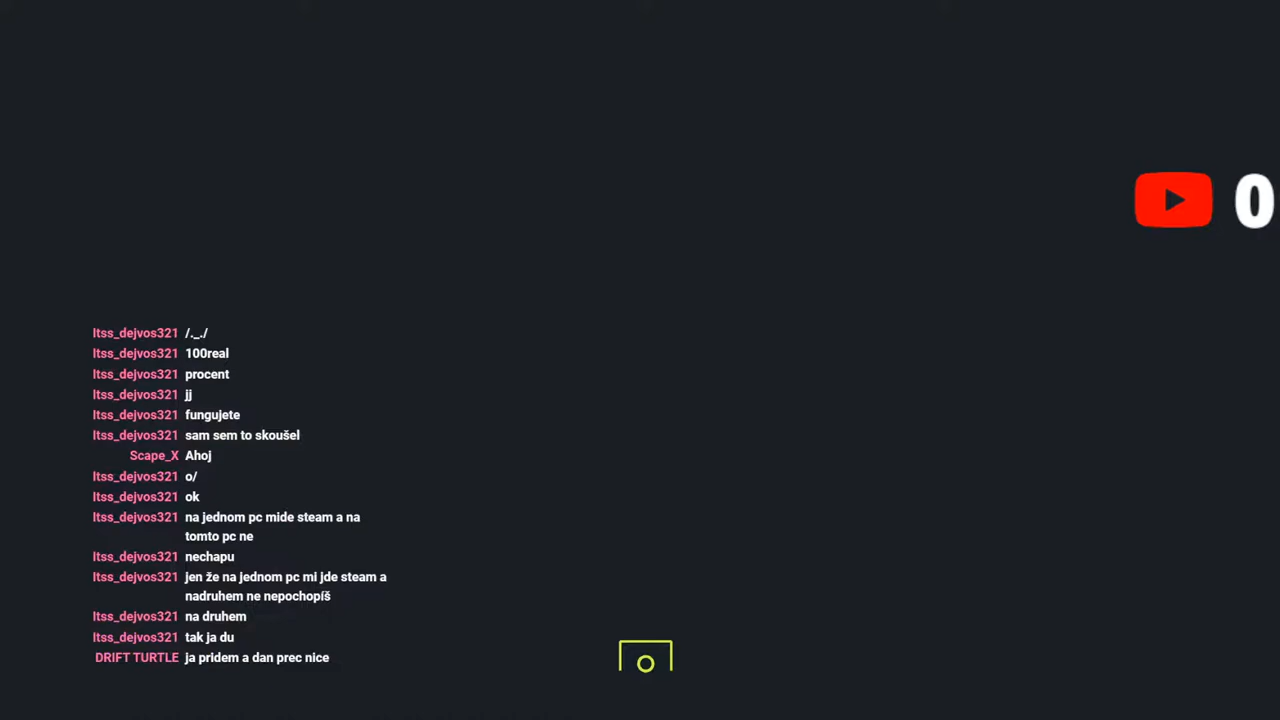 0
Itss_dejvos321 /._./
Itss_dejvos321 100real
Itss_dejvos321 procent
Itss_dejvos321 jj
Itss_dejvos321 fungujete
Itss_dejvos321 sam sem to skoušel
Scape_X Ahoj
Itss_dejvos321 o/
Itss_dejvos321 ok
Itss_dejvos321 na jednom pc mide steam a na
tomto pc ne
Itss_dejvos321 nechapu
Itss_dejvos321 jen že na jednom pc mi jde steam a
nadruhem ne nepochopíš
Itss_dejvos321 na druhem
Itss_dejvos321 tak ja du
DRIFT TURTLE ja pridem a dan prec nice